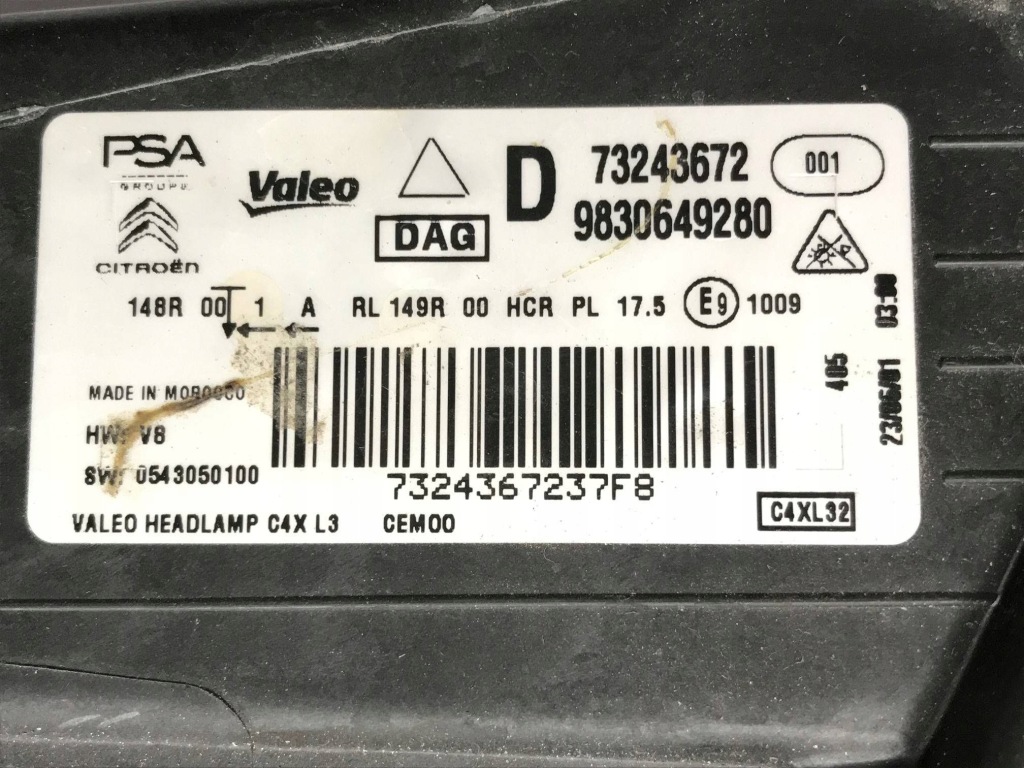 PSA
GROUPE
CITROËN
Valeo
DAG
D
73243672
9830649280
001
148R 00 1 A RL 149R 00 HCR PL 17.5 E9 1009
MADE IN MOROCCO
HW: V8
SW: 0543050100
7324367237F8
VALEO HEADLAMP C4X L3 CEM00
C4XL32
405
23/06/01